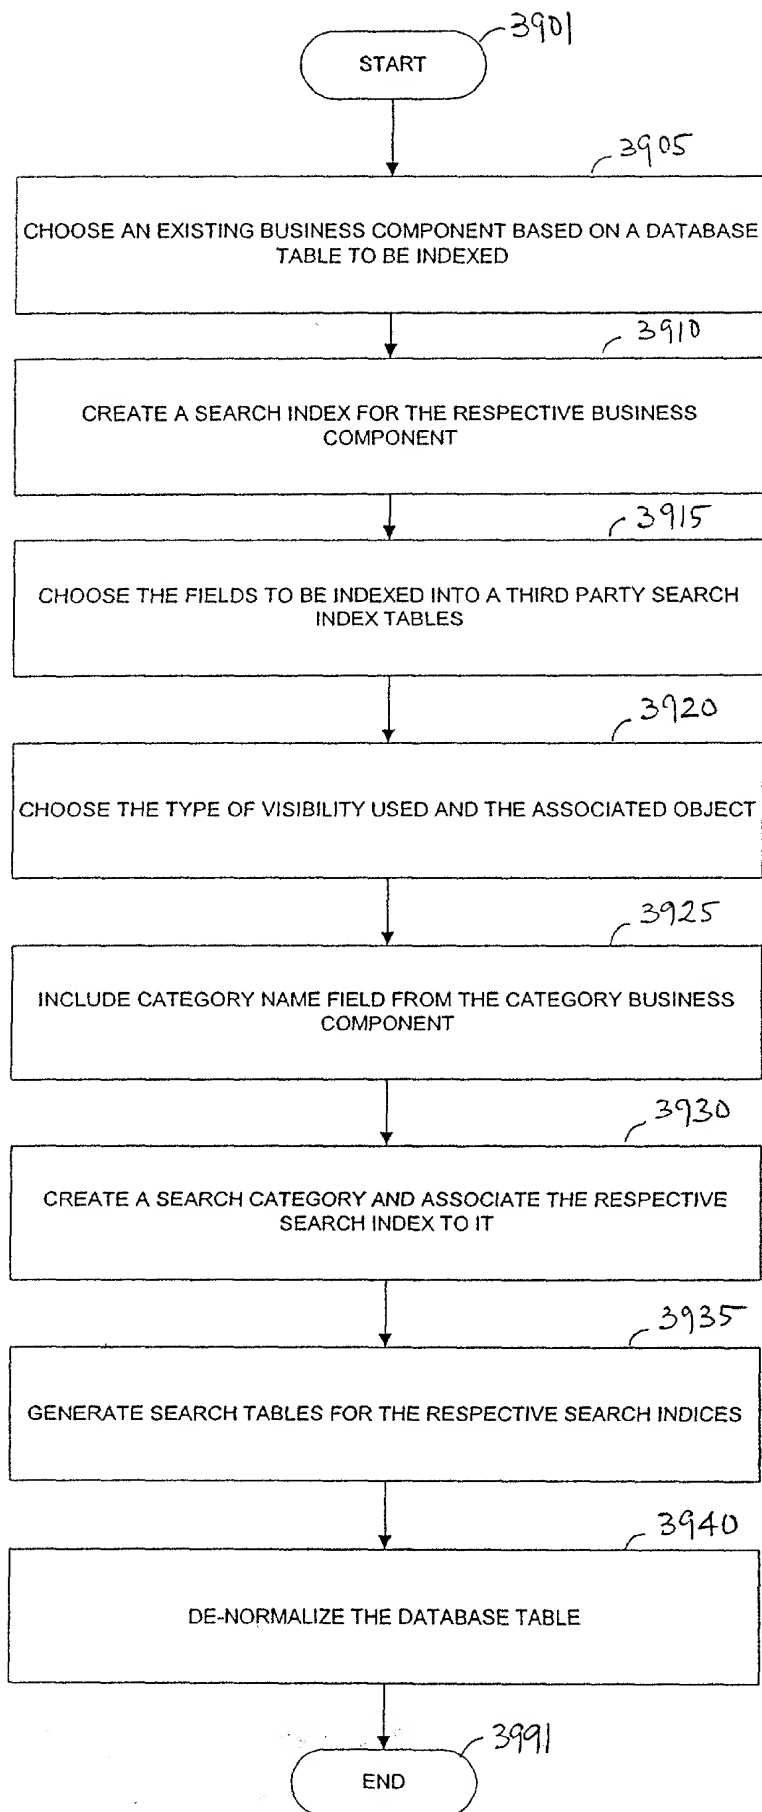 3901
START
3905
CHOOSE AN EXISTING BUSINESS COMPONENT BASED ON A DATABASE
TABLE TO BE INDEXED
3910
CREATE A SEARCH INDEX FOR THE RESPECTIVE BUSINESS
COMPONENT
3915
CHOOSE THE FIELDS TO BE INDEXED INTO A THIRD PARTY SEARCH
INDEX TABLES
3920
CHOOSE THE TYPE OF VISIBILITY USED AND THE ASSOCIATED OBJECT
3925
INCLUDE CATEGORY NAME FIELD FROM THE CATEGORY BUSINESS
COMPONENT
3930
CREATE A SEARCH CATEGORY AND ASSOCIATE THE RESPECTIVE
SEARCH INDEX TO IT
3935
GENERATE SEARCH TABLES FOR THE RESPECTIVE SEARCH INDICES
3940
DE-NORMALIZE THE DATABASE TABLE
3991
END